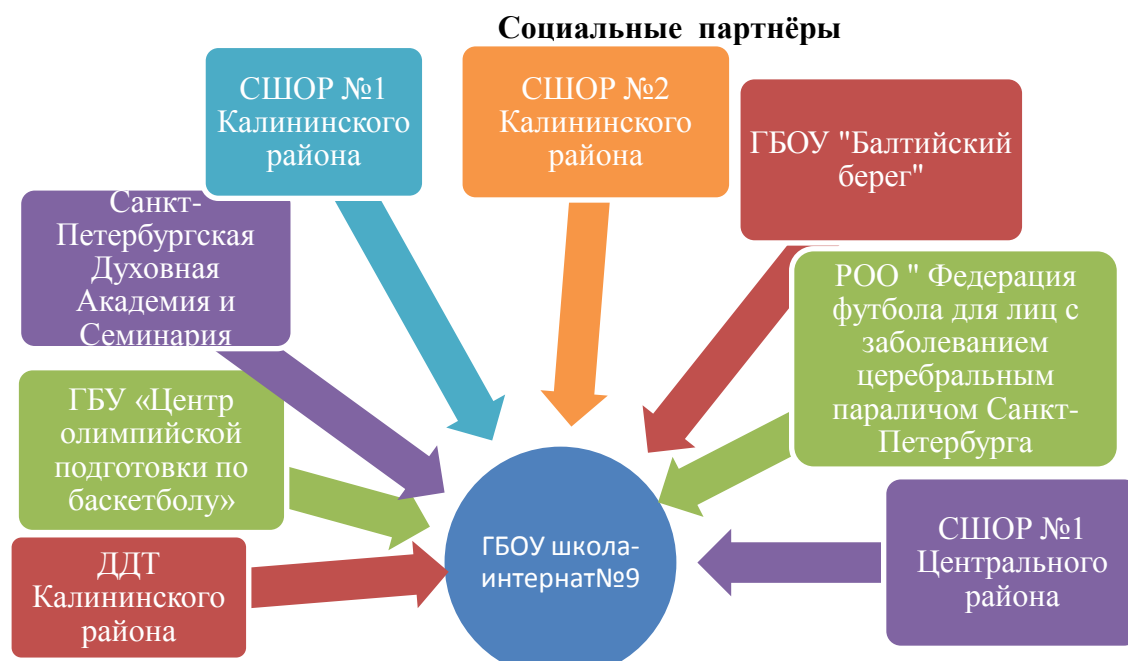 Социальные партнёры
СШОР №1
Калининского
района
СШОР №2
Калининского
района
ГБОУ "Балтийский
берег"
Санкт-
Петербургская
Духовная
Академия и
Семинария
РОО " Федерация
футбола для лиц с
заболеванием
церебральным
параличом Санкт-
Петербурга
ГБУ «Центр
олимпийской
подготовки по
баскетболу»
СШОР №1
Центрального
района
ДДТ
Калининского
района
ГБОУ школа-
интернат№9